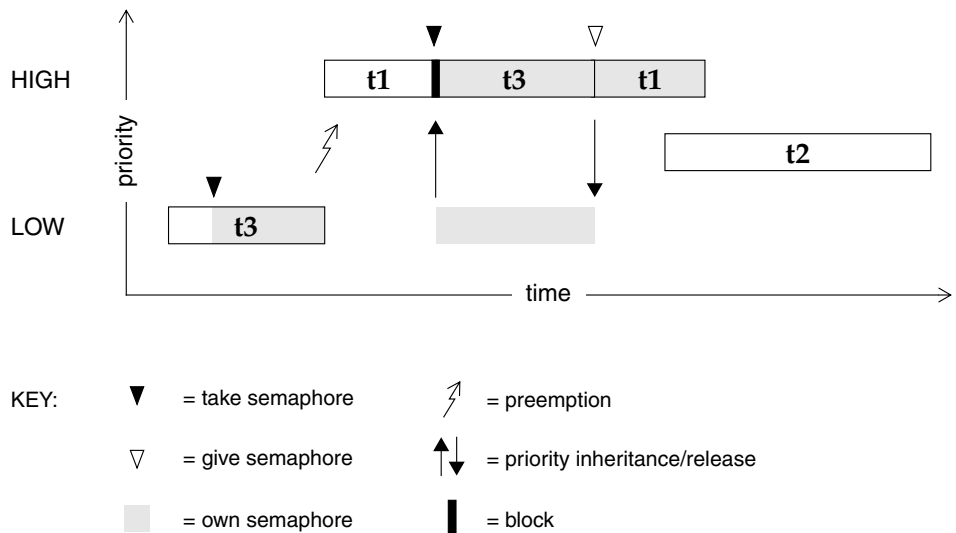 HIGH
t1
t3
t1
priority
t2
LOW
t3
time
KEY:
= take semaphore
= preemption
= give semaphore
= priority inheritance/release
= own semaphore
= block